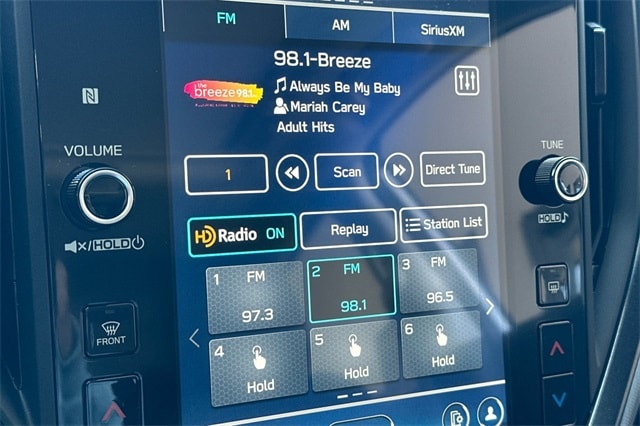 FM AM SiriusXM
98.1-Breeze
the
breeze 98.1
Always Be My Baby
Mariah Carey
Adult Hits
VOLUME
TUNE
1 Scan Direct Tune
HD Radio ON Replay Station List
HOLD
HOLD
1 FM 97.3
2 FM 98.1
3 FM 96.5
4 Hold
5 Hold
6 Hold
FRONT